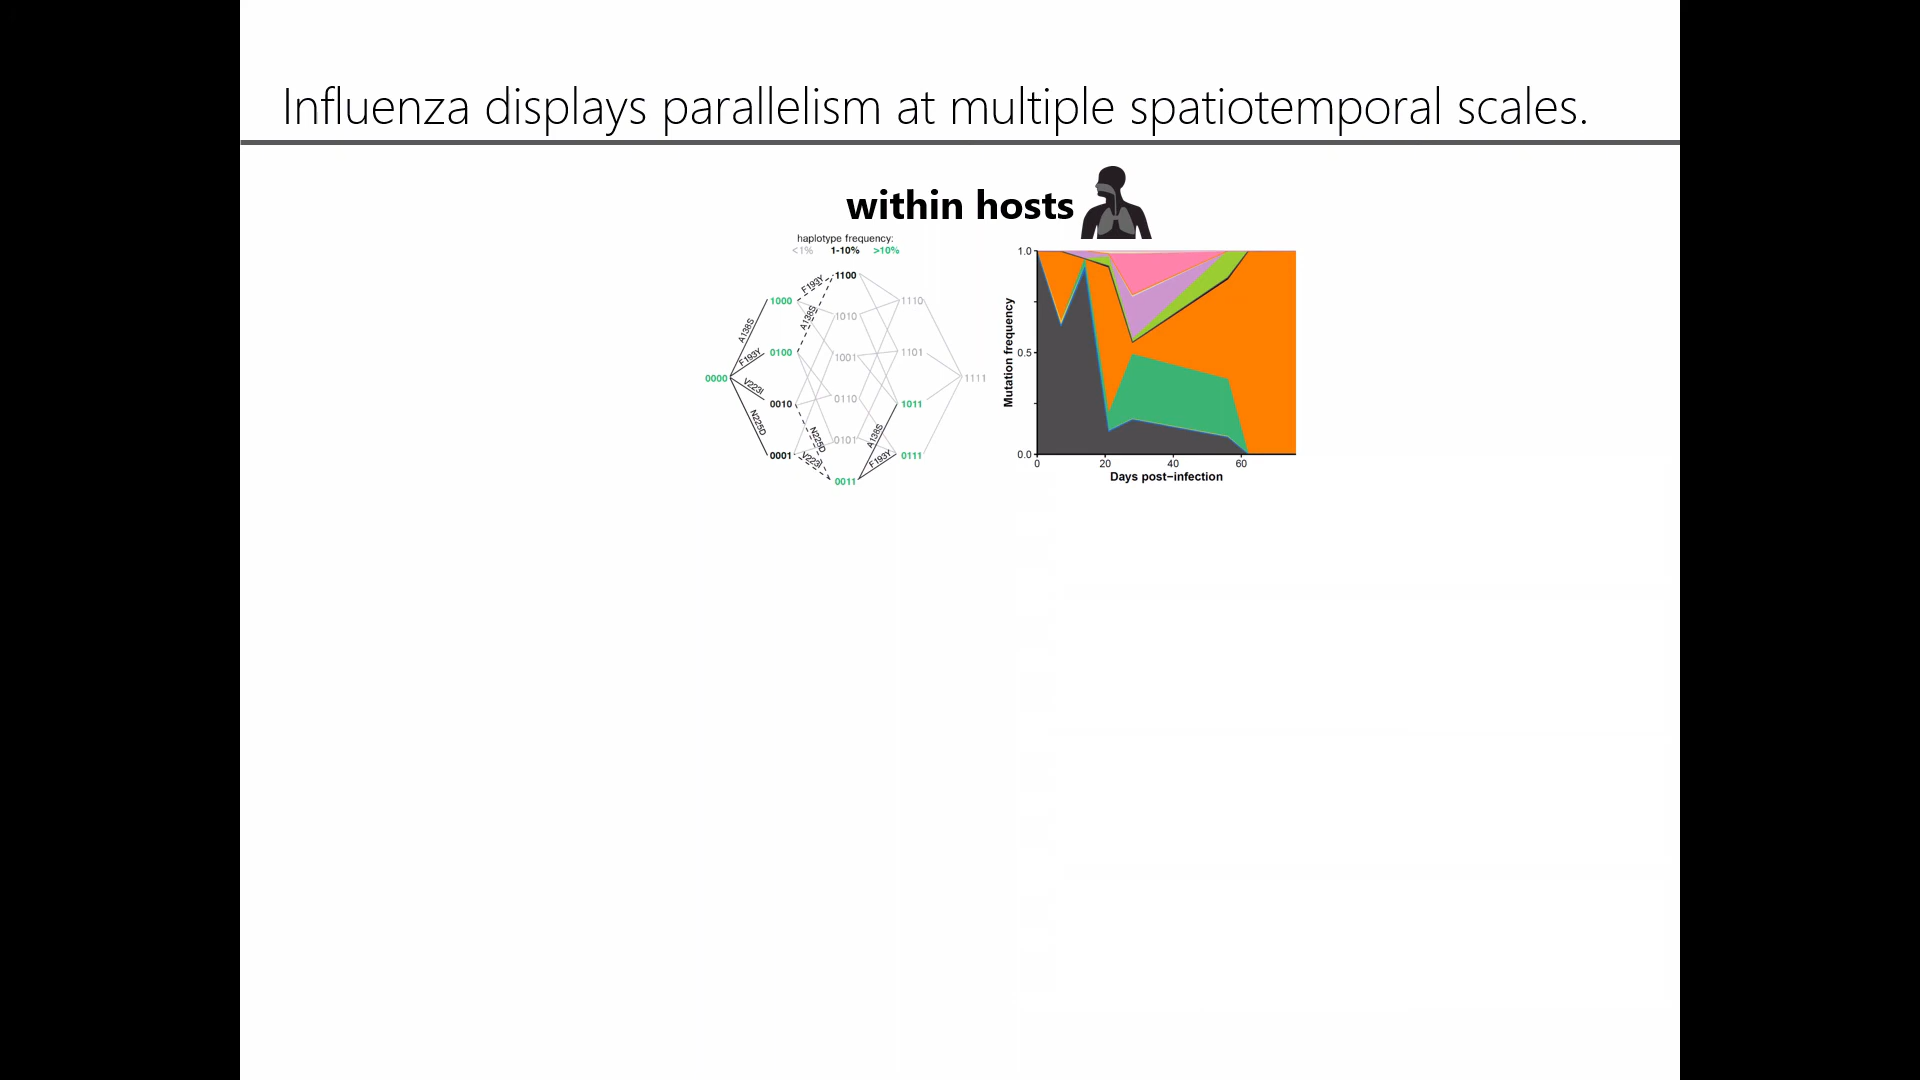 Influenza displays parallelism at multiple spatiotemporal scales.
within hosts
haplotype frequency:
<1% 1-10% >10%
1100
1000
1110
1010
0100
1001
1101
0000
1111
0010
0110
1011
0101
0001
0111
0011
F193Y
A138S
A138S
F193Y
V223I
N225D
N225D
V223I
A138S
F193Y
Mutation frequency
1.0
0.5
0.0
0 20 40 60
Days post−infection